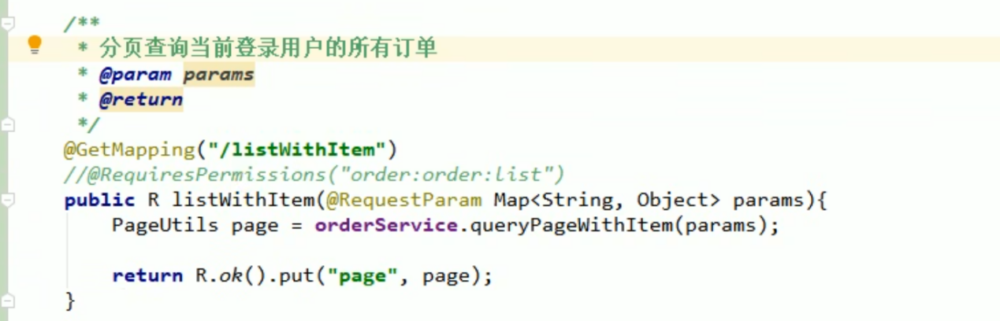 /**
* 分页查询当前登录用户的所有订单
* @param params
* @return
*/
@GetMapping("/listWithItem")
//@RequiresPermissions("order:order:list")
public R listWithItem(@RequestParam Map<String, Object> params){
PageUtils page = orderService.queryPageWithItem(params);
return R.ok().put("page", page);
}